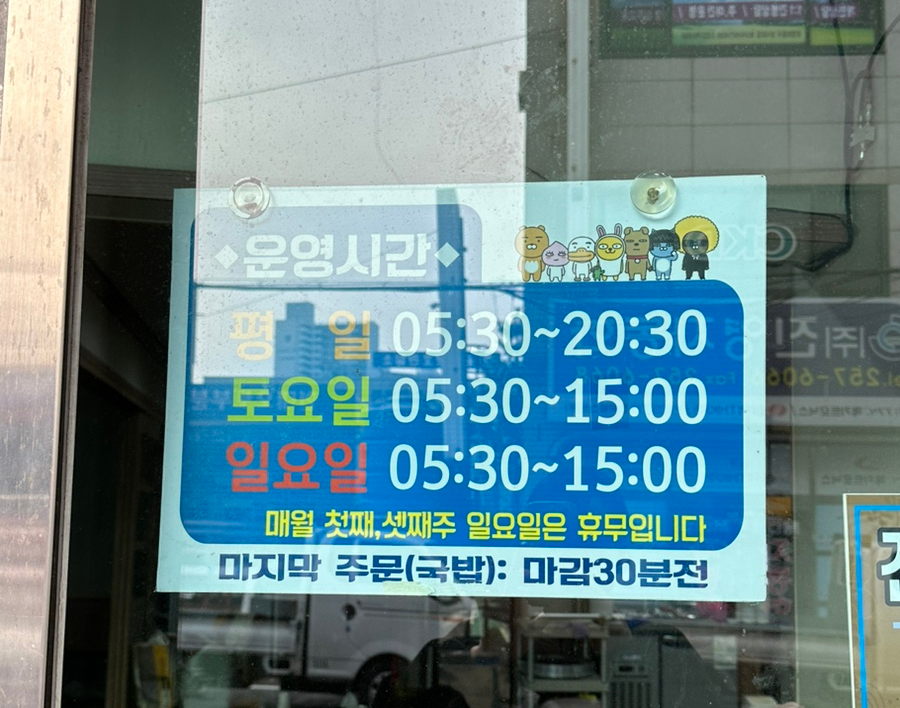 ◆운영시간◆
평 일 05:30~20:30
토요일 05:30~15:00
일요일 05:30~15:00
매월 첫째,셋째주 일요일은 휴무입니다
마지막 주문(국밥): 마감30분전